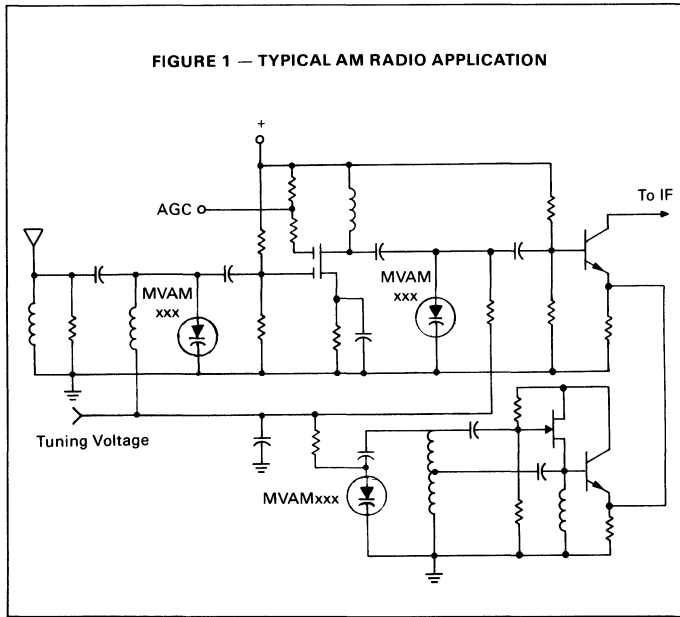 FIGURE 1 — TYPICAL AM RADIO APPLICATION
+
To IF
AGC
MVAM
xxx
MVAM
xxx
Tuning Voltage
MVAMxxx